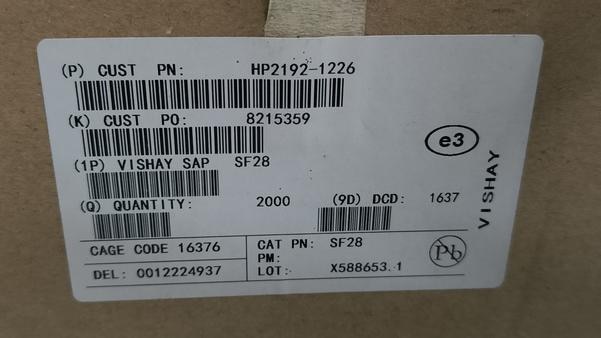 (P) CUST PN: HP2192-1226
(K) CUST PO: 8215359
(1P) VISHAY SAP SF28
(Q) QUANTITY: 2000 (9D) DCD: 1637
e3
VISHAY
CAGE CODE 16376
DEL: 0012224937
CAT PN: SF28
PM:
LOT: X588653.1
Pb